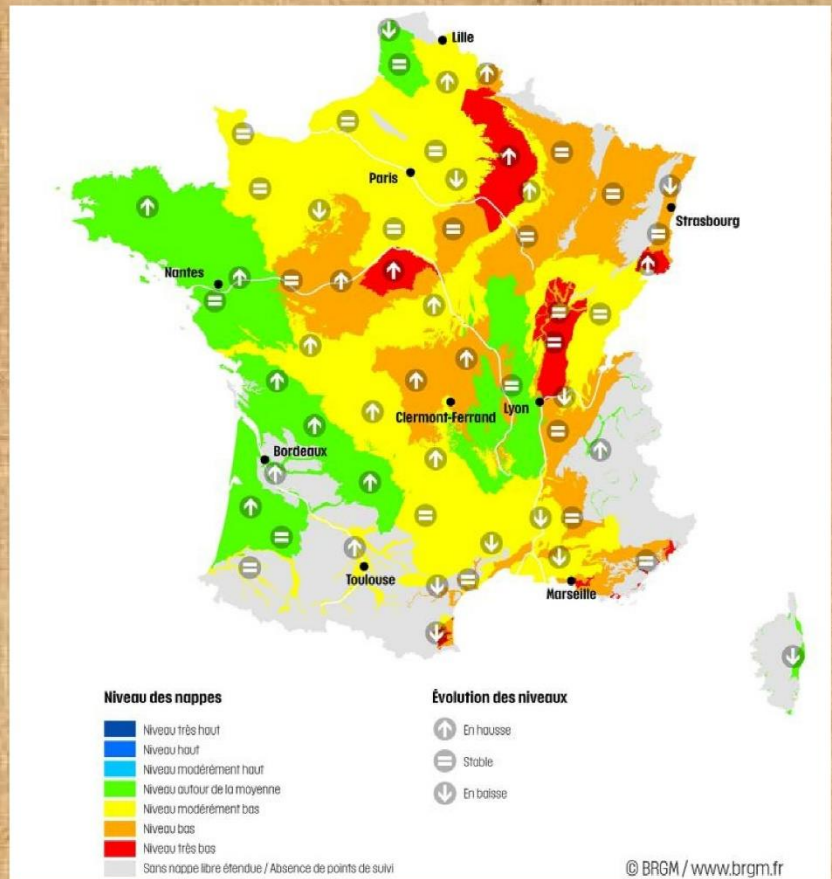 Lille
Paris
Strasbourg
Nantes
Clermont-Ferrand
Lyon
Bordeaux
Toulouse
Marseille
Niveau des nappes
Niveau très haut
Niveau haut
Niveau modérément haut
Niveau autour de la moyenne
Niveau modérément bas
Niveau bas
Niveau très bas
Sans nappe libre étendue / Absence de points de suivi
Évolution des niveaux
En hausse
Stable
En baisse
© BRGM / www.brgm.fr